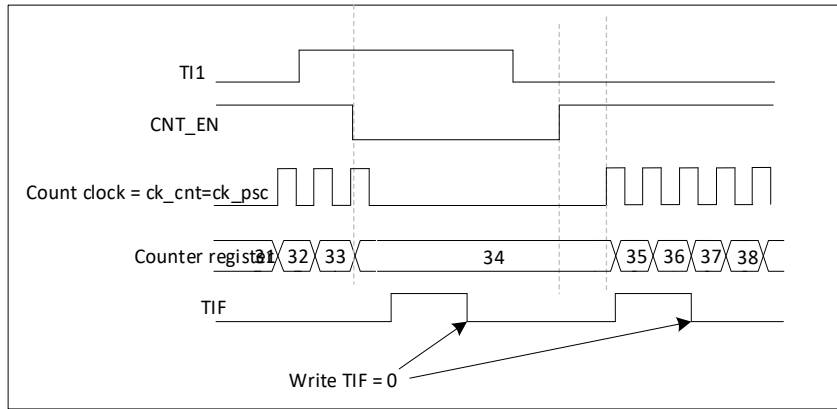 TI1
CNT_EN
Count clock = ck_cnt=ck_psc
Counter register 31 32 33 34 35 36 37 38
TIF
Write TIF = 0